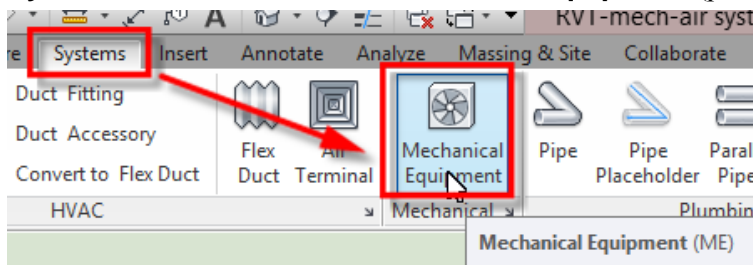 RVT-mech-air syst
re Systems Insert Annotate Analyze Massing & Site Collaborate
Duct Fitting
Duct Accessory
Convert to Flex Duct
Flex
Duct
Air
Terminal
Mechanical
Equipment
Pipe
Pipe
Placeholder
Paral
Pipe
HVAC
Mechanical
Plumbin
Mechanical Equipment (ME)